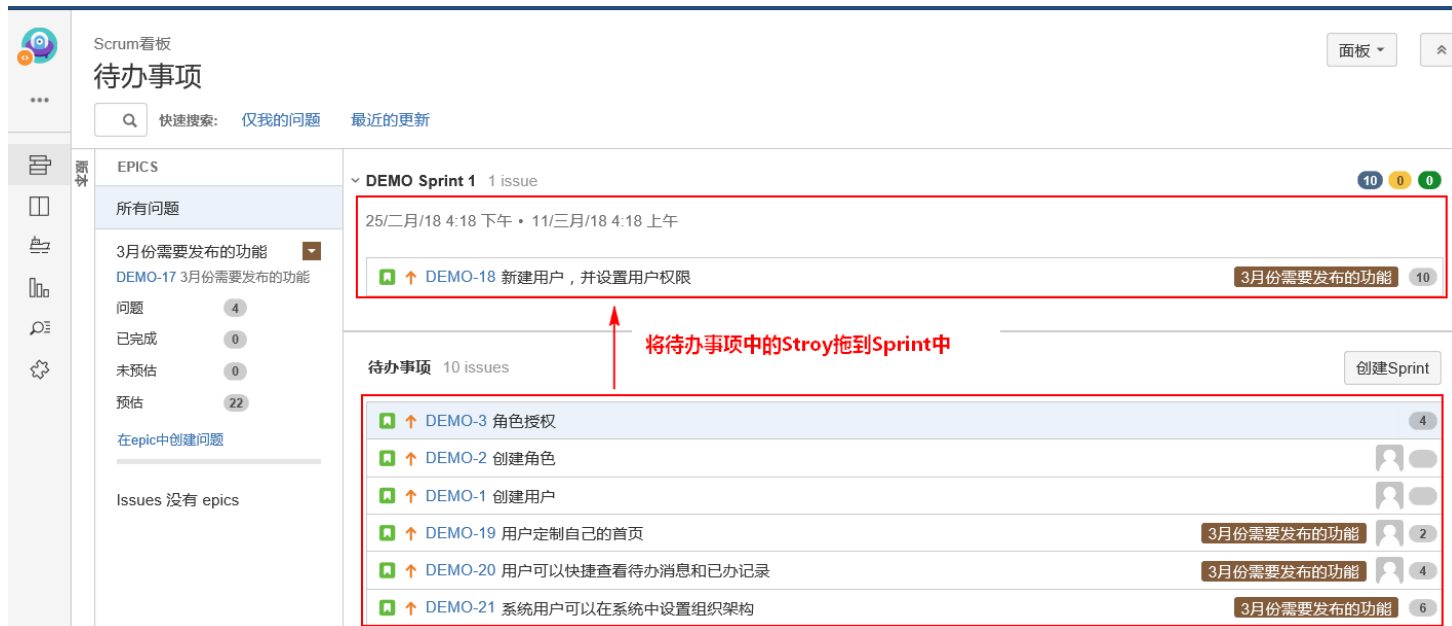 Scrum看板
待办事项
面板
快速搜索: 仅我的问题 最近的更新
版本
EPICS
所有问题
3月份需要发布的功能
DEMO-17 3月份需要发布的功能
问题 4
已完成 0
未预估 0
预估 22
在epic中创建问题
Issues 没有 epics
DEMO Sprint 1 1 issue 10 0 0
25/二月/18 4:18 下午 • 11/三月/18 4:18 上午
DEMO-18 新建用户，并设置用户权限 3月份需要发布的功能 10
将待办事项中的Stroy拖到Sprint中
待办事项 10 issues 创建Sprint
DEMO-3 角色授权 4
DEMO-2 创建角色
DEMO-1 创建用户
DEMO-19 用户定制自己的首页 3月份需要发布的功能 2
DEMO-20 用户可以快捷查看待办消息和已办记录 3月份需要发布的功能 4
DEMO-21 系统用户可以在系统中设置组织架构 3月份需要发布的功能 6